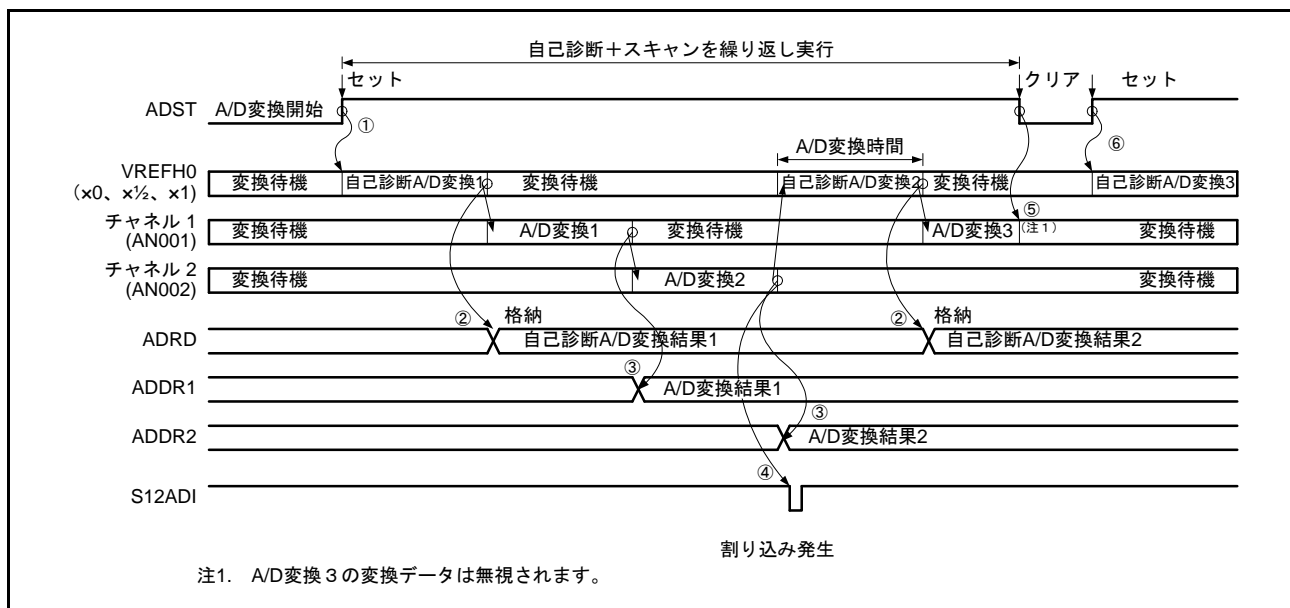 自己診断+スキャンを繰り返し実行
セット
クリア
セット
ADST
A/D変換開始
①
⑥
A/D変換時間
VREFH0
(×0、×½、×1)
変換待機
自己診断A/D変換1
変換待機
自己診断A/D変換2
変換待機
自己診断A/D変換3
チャネル 1
(AN001)
変換待機
A/D変換1
変換待機
A/D変換3
⑤
(注1)
変換待機
チャネル 2
(AN002)
変換待機
A/D変換2
変換待機
ADRD
②
格納
自己診断A/D変換結果1
②
格納
自己診断A/D変換結果2
ADDR1
③
A/D変換結果1
ADDR2
③
A/D変換結果2
S12ADI
④
割り込み発生
注1. A/D変換3の変換データは無視されます。